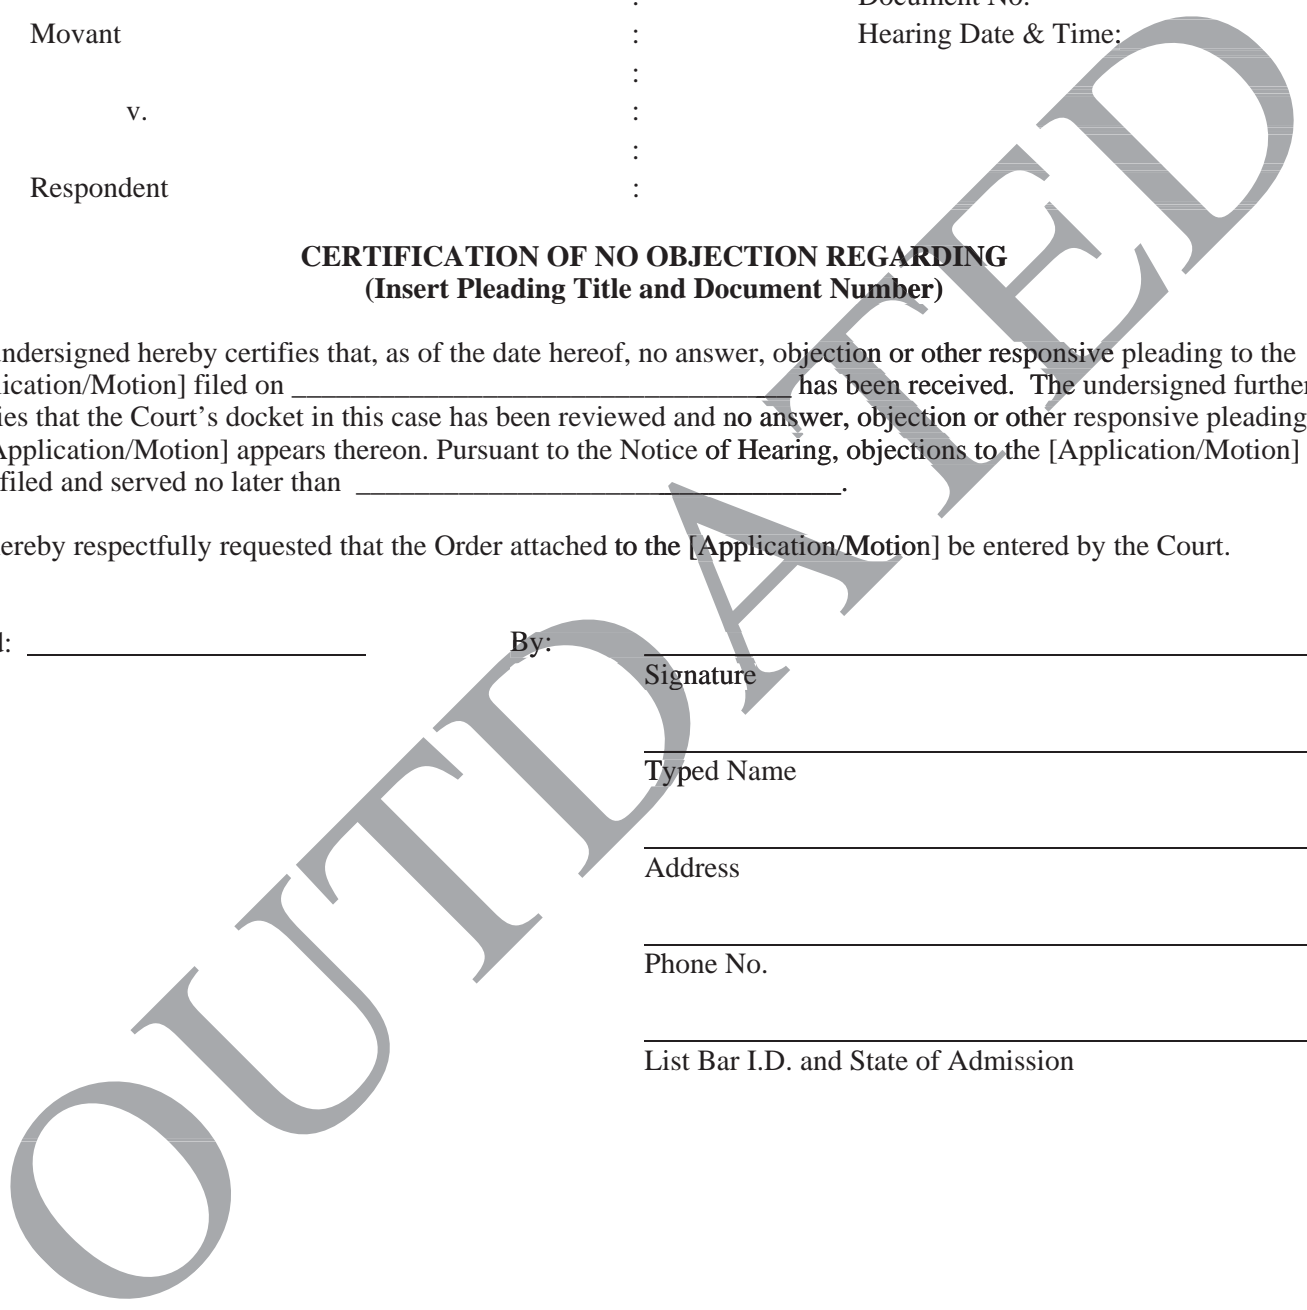 : Document No.
Movant : Hearing Date & Time:
:
v. :
:
Respondent :
CERTIFICATION OF NO OBJECTION REGARDING
(Insert Pleading Title and Document Number)
undersigned hereby certifies that, as of the date hereof, no answer, objection or other responsive pleading to the
lication/Motion] filed on __________________________________ has been received. The undersigned further
ies that the Court’s docket in this case has been reviewed and no answer, objection or other responsive pleading
Application/Motion] appears thereon. Pursuant to the Notice of Hearing, objections to the [Application/Motion]
filed and served no later than _________________________________.
ereby respectfully requested that the Order attached to the [Application/Motion] be entered by the Court.
d: ____________________ By: ____________________
Signature
Typed Name
Address
Phone No.
List Bar I.D. and State of Admission
OUTDATED